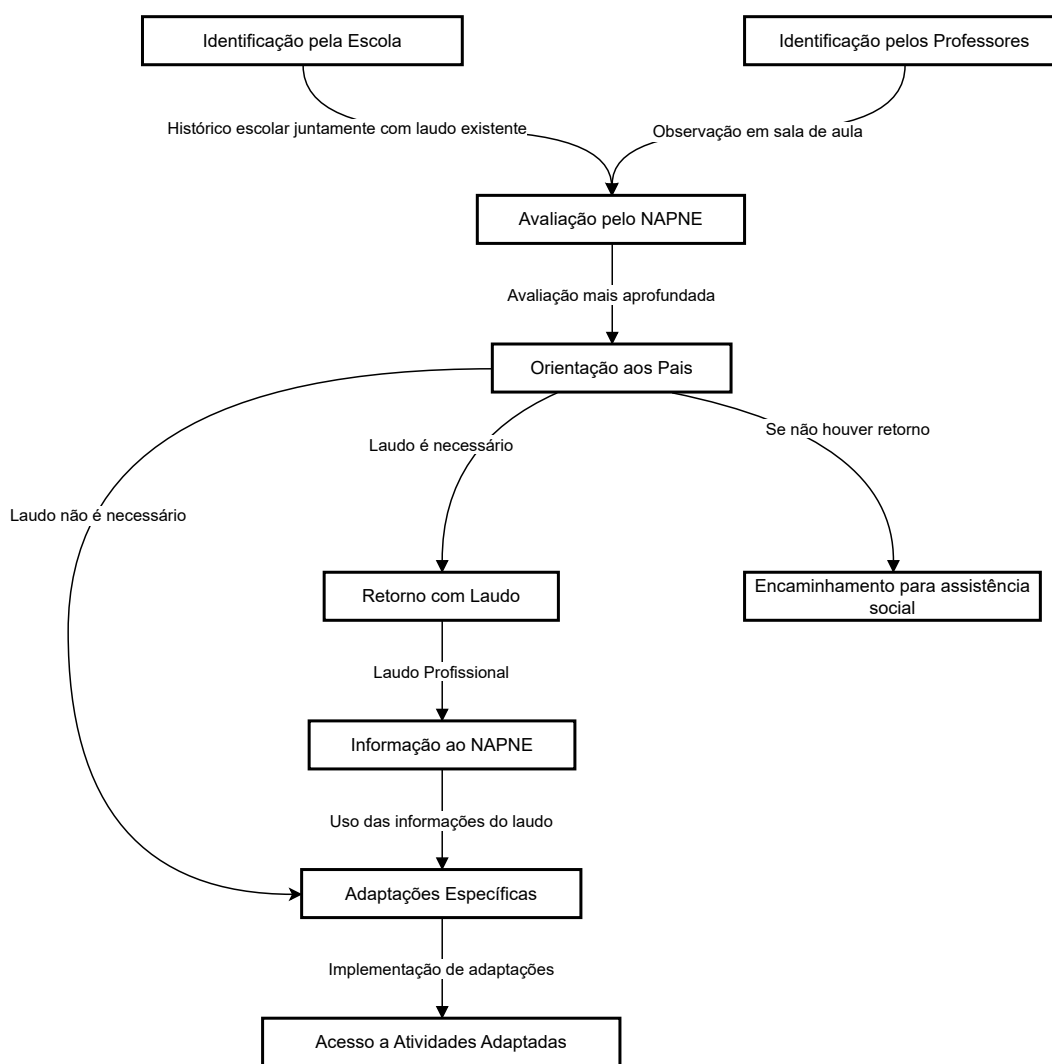 Identificação pela Escola
Identificação pelos Professores
Histórico escolar juntamente com laudo existente
Observação em sala de aula
Avaliação pelo NAPNE
Avaliação mais aprofundada
Orientação aos Pais
Se não houver retorno
Laudo é necessário
Laudo não é necessário
Retorno com Laudo
Encaminhamento para assistência
social
Laudo Profissional
Informação ao NAPNE
Uso das informações do laudo
Adaptações Específicas
Implementação de adaptações
Acesso a Atividades Adaptadas